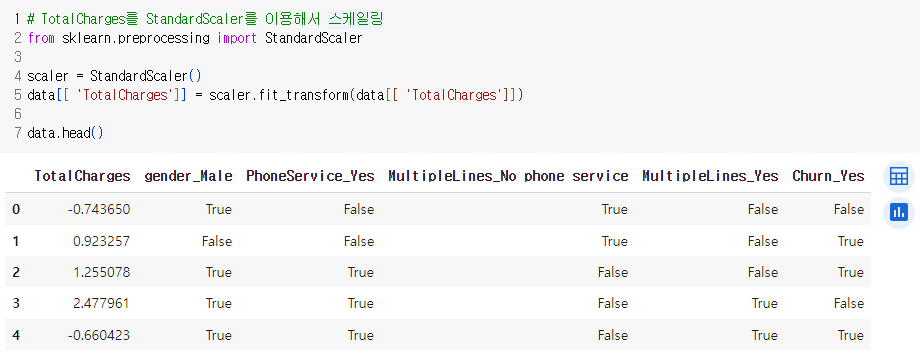 1 # TotalCharges를 StandardScaler를 이용해서 스케일링
2 from sklearn.preprocessing import StandardScaler
3
4 scaler = StandardScaler()
5 data[[ 'TotalCharges']] = scaler.fit_transform(data[[ 'TotalCharges']])
6
7 data.head()
TotalCharges gender_Male PhoneService_Yes MultipleLines_No phone service MultipleLines_Yes Churn_Yes
0 -0.743650 True False True False False
1 0.923257 False False True False True
2 1.255078 True True False False True
3 2.477961 True True False True False
4 -0.660423 True True False True True